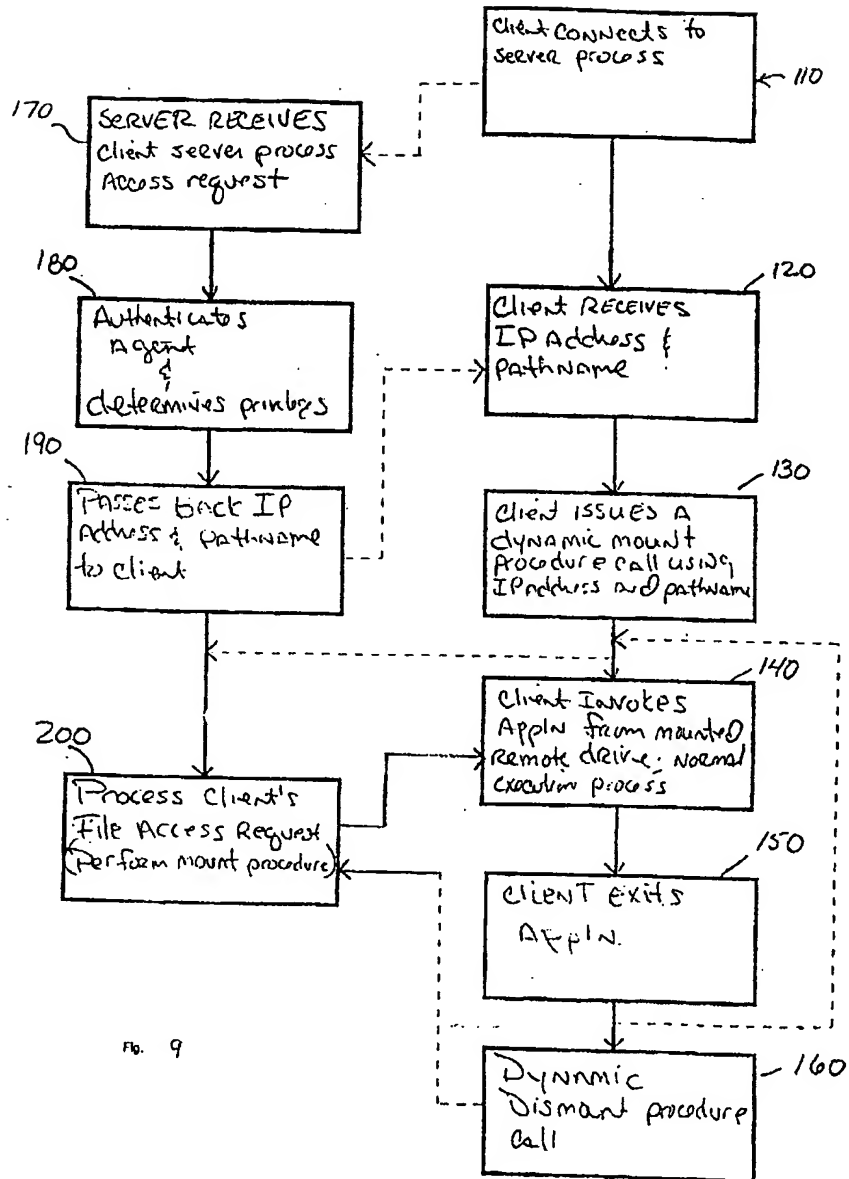 Client Connects to
server process
110
170
SERVER RECEIVES
Client server process
Access request
180
Authenticates
Agent
&
determines privlegs
120
Client RECEIVES
IP Address &
PATHNAME
190
PASSES back IP
Address & PATHNAME
to client
130
Client ISSUES A
dynamic mount
Procedure call using
IP address AND pathname
140
Client Invokes
Appln from mounted
Remote drive; Normal
execution process
200
Process Client's
File Access Request
(Perform mount procedure)
150
CLIENT EXITS
Appln.
FIG. 9
160
DYNAMIC
Dismount procedure
call